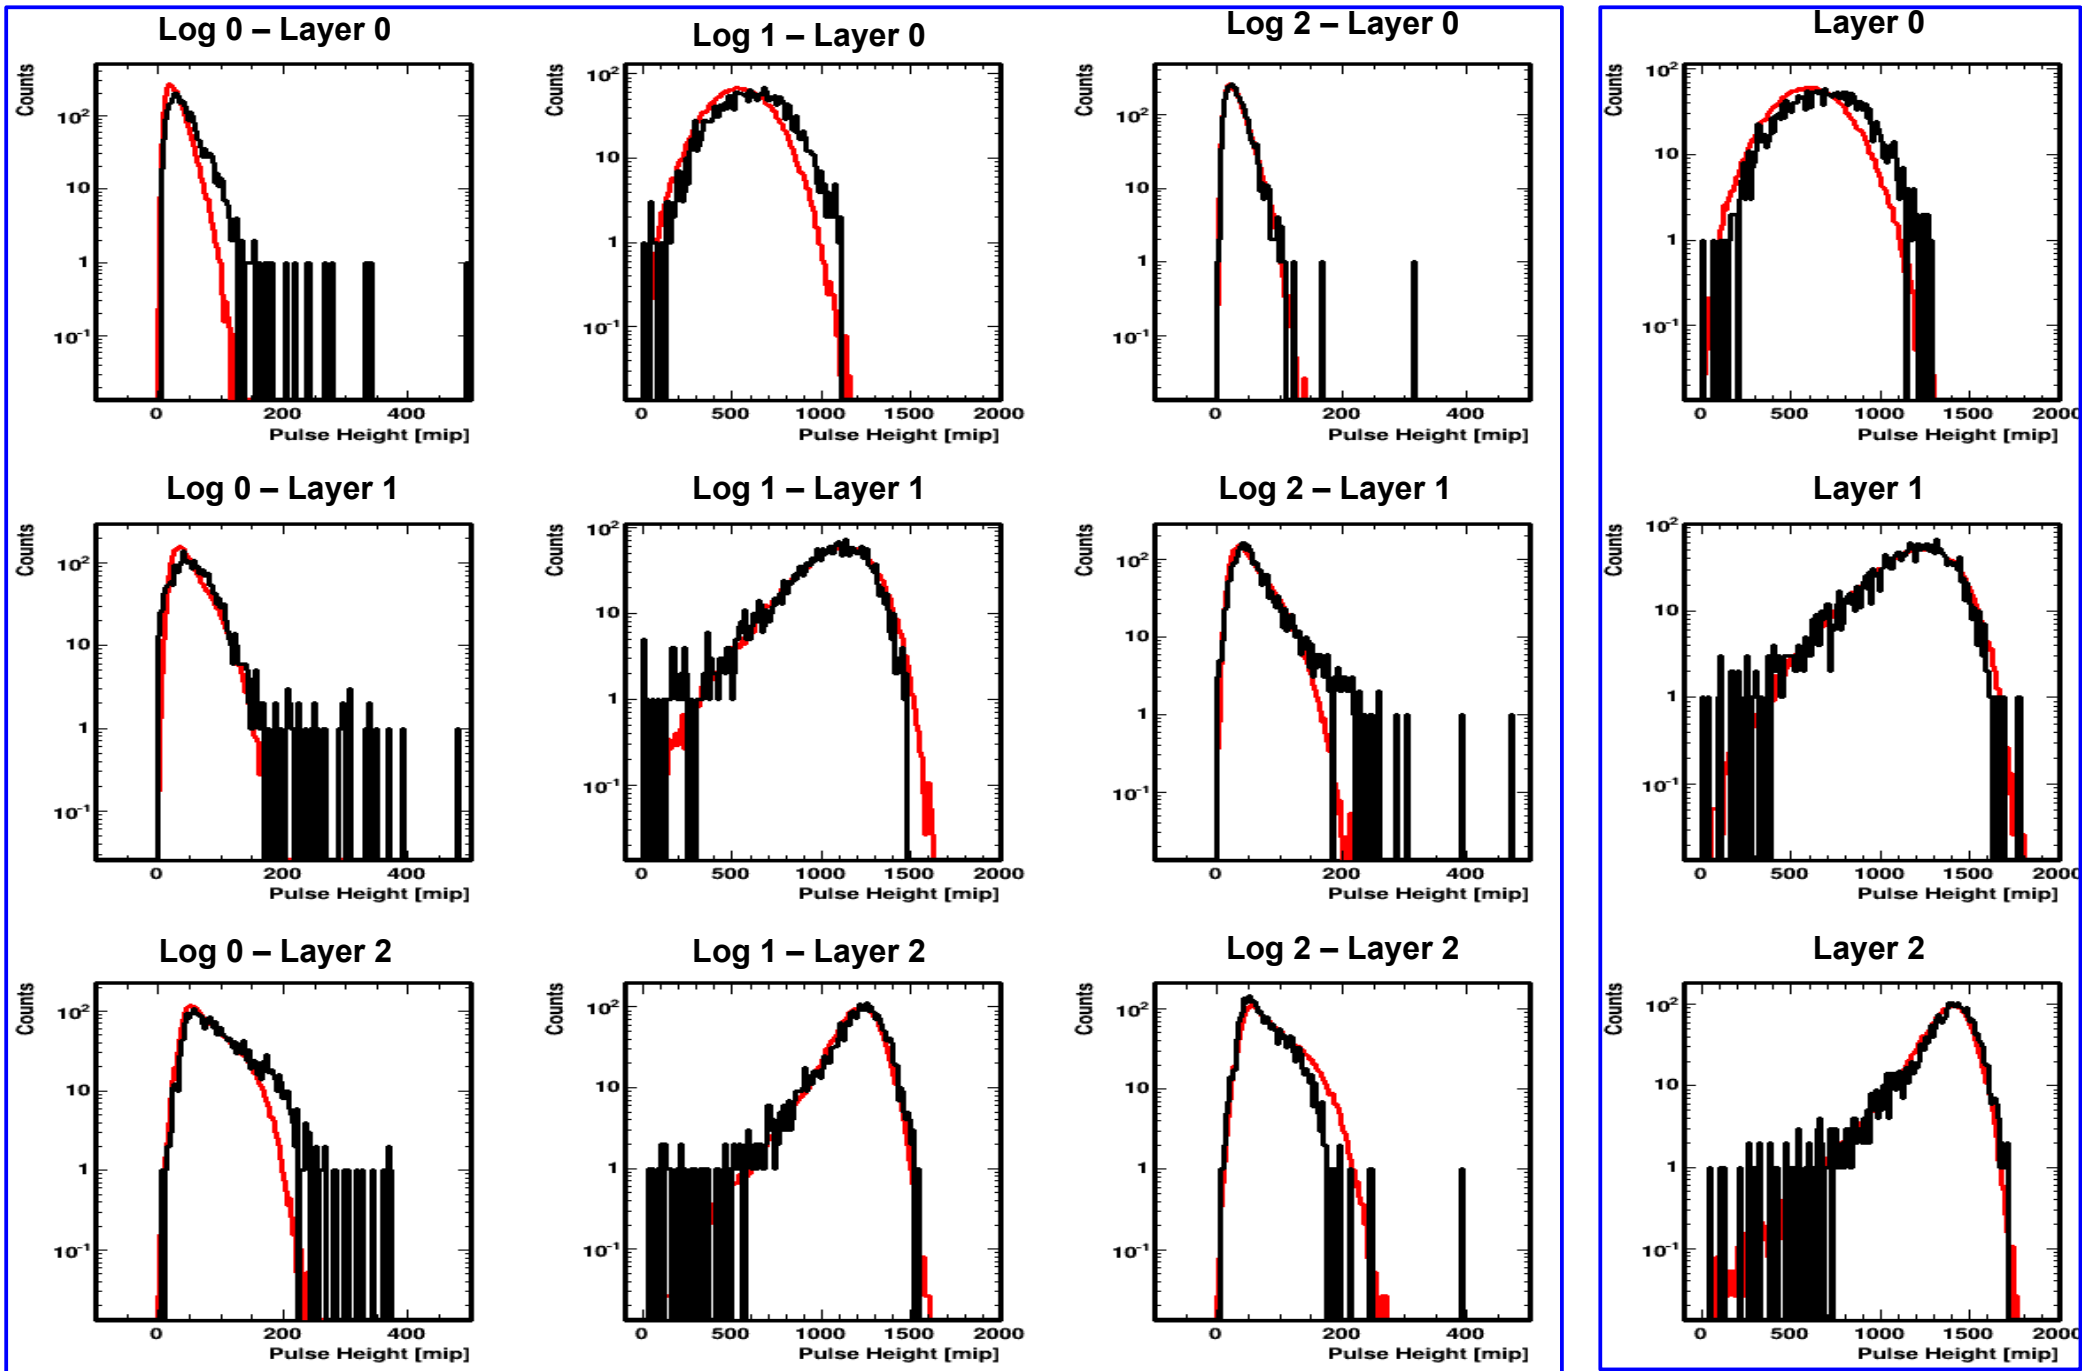 Log 0 – Layer 0
Counts
10²
10
1
10⁻¹
0 200 400
Pulse Height [mip]
Log 1 – Layer 0
Counts
10²
10
1
10⁻¹
0 500 1000 1500 2000
Pulse Height [mip]
Log 2 – Layer 0
Counts
10²
10
1
10⁻¹
0 200 400
Pulse Height [mip]
Layer 0
Counts
10²
10
1
10⁻¹
0 500 1000 1500 2000
Pulse Height [mip]
Log 0 – Layer 1
Counts
10²
10
1
10⁻¹
0 200 400
Pulse Height [mip]
Log 1 – Layer 1
Counts
10²
10
1
10⁻¹
0 500 1000 1500 2000
Pulse Height [mip]
Log 2 – Layer 1
Counts
10²
10
1
10⁻¹
0 200 400
Pulse Height [mip]
Layer 1
Counts
10²
10
1
10⁻¹
0 500 1000 1500 2000
Pulse Height [mip]
Log 0 – Layer 2
Counts
10²
10
1
10⁻¹
0 200 400
Pulse Height [mip]
Log 1 – Layer 2
Counts
10²
10
1
10⁻¹
0 500 1000 1500 2000
Pulse Height [mip]
Log 2 – Layer 2
Counts
10²
10
1
10⁻¹
0 200 400
Pulse Height [mip]
Layer 2
Counts
10²
10
1
10⁻¹
0 500 1000 1500 2000
Pulse Height [mip]